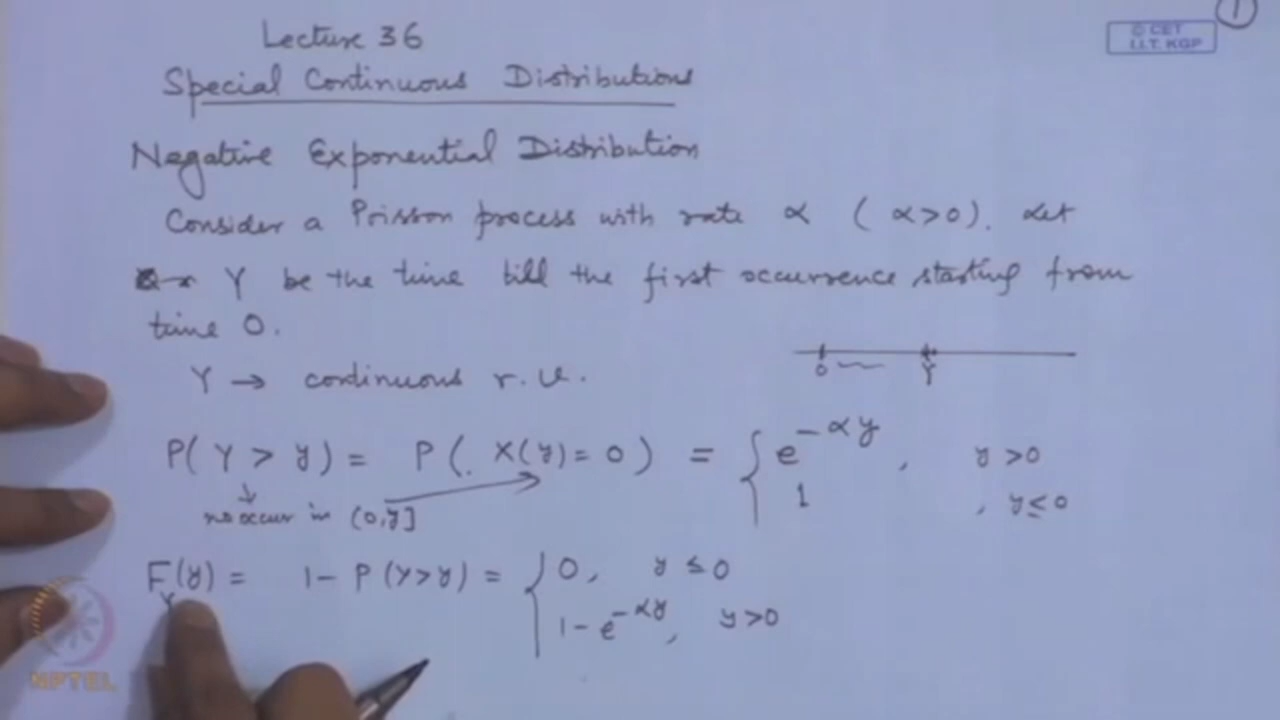 1
© CET
I.I.T. KGP
Lecture 36
Special Continuous Distributions
Negative Exponential Distribution
Consider a Poisson process with rate α (α>0). Let
Y be the time till the first occurrence starting from
time 0.
Y → continuous r.v.
0 Y
P(Y > y) = P(X(y)=0) = { e^{-αy}, y>0
1, y≤0
no occur in (0,y]
F_Y(y) = 1 - P(Y>y) = { 0, y≤0
1 - e^{-αy}, y>0
NPTEL